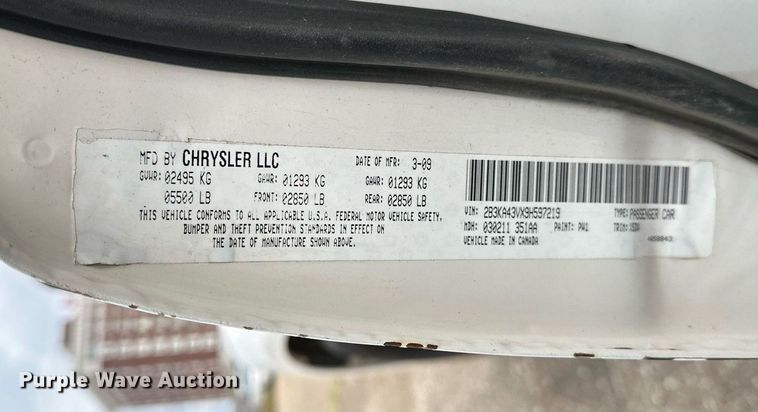 MFD BY CHRYSLER LLC DATE OF MFR: 3-09
GVWR: 02495 KG GAWR: 01293 KG GAWR: 01293 KG
05500 LB FRONT: 02850 LB REAR: 02850 LB
THIS VEHICLE CONFORMS TO ALL APPLICABLE U.S.A. FEDERAL MOTOR VEHICLE SAFETY,
BUMPER AND THEFT PREVENTION STANDARDS IN EFFECT ON
THE DATE OF MANUFACTURE SHOWN ABOVE.
VIN: 2B3KA43VX9H597219 TYPE: PASSENGER CAR
MDH: 030211 351AA PAINT: PW1 TRIM:
VEHICLE MADE IN CANADA
Purple Wave Auction